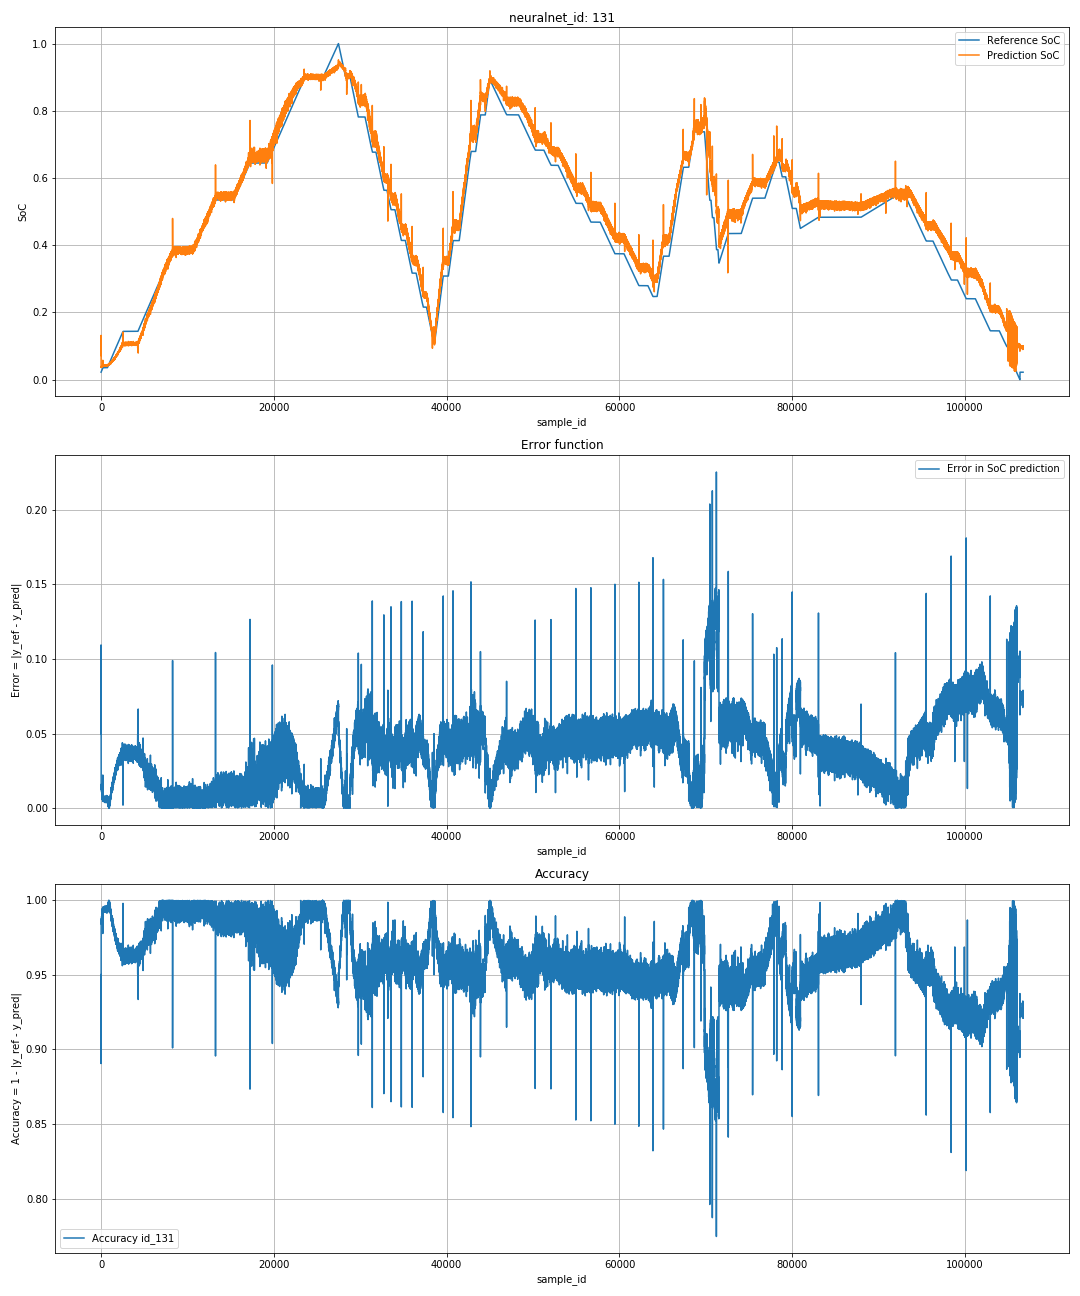 neuralnet_id: 131
Reference SoC
Prediction SoC
SoC
1.0
0.8
0.6
0.4
0.2
0.0
0 20000 40000 60000 80000 100000
sample_id
Error function
Error in SoC prediction
Error = |y_ref - y_pred|
0.20
0.15
0.10
0.05
0.00
0 20000 40000 60000 80000 100000
sample_id
Accuracy
Accuracy = 1 - |y_ref - y_pred|
1.00
0.95
0.90
0.85
0.80
Accuracy id_131
0 20000 40000 60000 80000 100000
sample_id